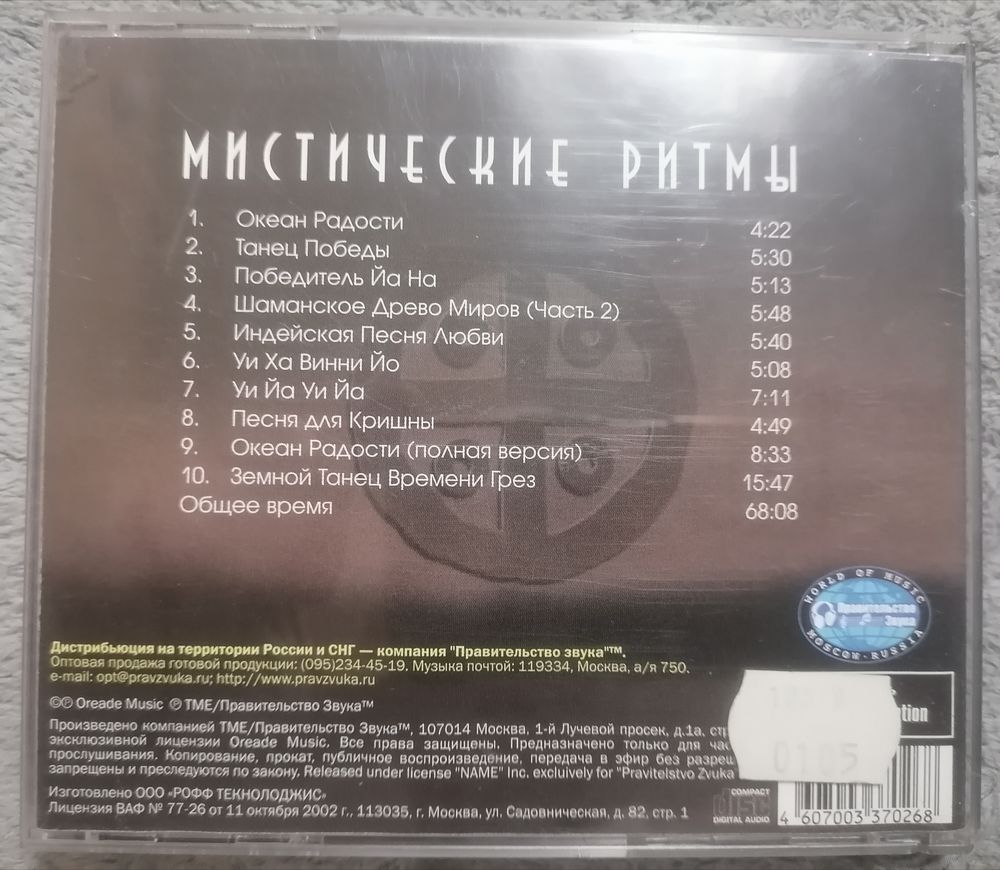 МИСТИЧЕСКИЕ РИТМЫ
1. Океан Радости 4:22
2. Танец Победы 5:30
3. Победитель Йа На 5:13
4. Шаманское Древо Миров (Часть 2) 5:48
5. Индейская Песня Любви 5:40
6. Уи Ха Винни Йо 5:08
7. Уи Йа Уи Йа 7:11
8. Песня для Кришны 4:49
9. Океан Радости (полная версия) 8:33
10. Земной Танец Времени Грез 15:47
Общее время 68:08
WORLD OF MUSIC
Правительство
Звука
MOSCOW·RUSSIA
Дистрибьюция на территории России и СНГ — компания "Правительство звука"™.
Оптовая продажа готовой продукции: (095)234-45-19. Музыка почтой: 119334, Москва, а/я 750.
e-mail: opt@pravzvuka.ru; http://www.pravzvuka.ru
©℗ Oreade Music ℗ TME/Правительство Звука™
Произведено компанией TME/Правительство Звука™, 107014 Москва, 1-й Лучевой просек, д.1а, стр
эксклюзивной лицензии Oreade Music. Все права защищены. Предназначено только для час
прослушивания. Копирование, прокат, публичное воспроизведение, передача в эфир без разреш
запрещены и преследуются по закону. Released under license "NAME" Inc. excluively for "Pravitelstvo Zvuka
Изготовлено ООО «РОФФ ТЕКНОЛОДЖИС»
Лицензия ВАФ № 77-26 от 11 октября 2002 г., 113035, г. Москва, ул. Садовническая, д. 82, стр. 1
tion
0105
COMPACT
disc
DIGITAL AUDIO
4 607003 370268